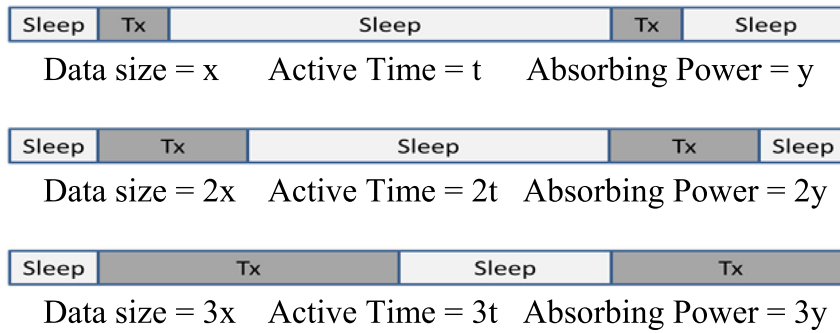 Sleep Tx Sleep Tx Sleep
Data size = x Active Time = t Absorbing Power = y
Sleep Tx Sleep Tx Sleep
Data size = 2x Active Time = 2t Absorbing Power = 2y
Sleep Tx Sleep Tx
Data size = 3x Active Time = 3t Absorbing Power = 3y